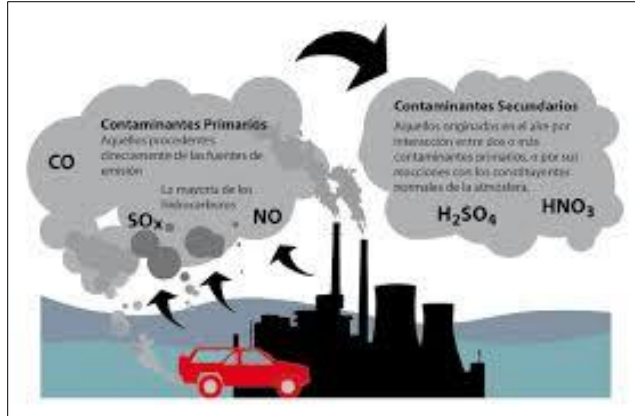 Contaminantes Primarios
Aquellos procedentes
directamente de las fuentes de
emisión
CO
La mayoría de los
hidrocarburos
SOx
NO
Contaminantes Secundarios
Aquellos originados en el aire por
interacción entre dos o más
contaminantes primarios, o por sus
reacciones con los constituyentes
normales de la atmosfera.
H₂SO₄
HNO₃